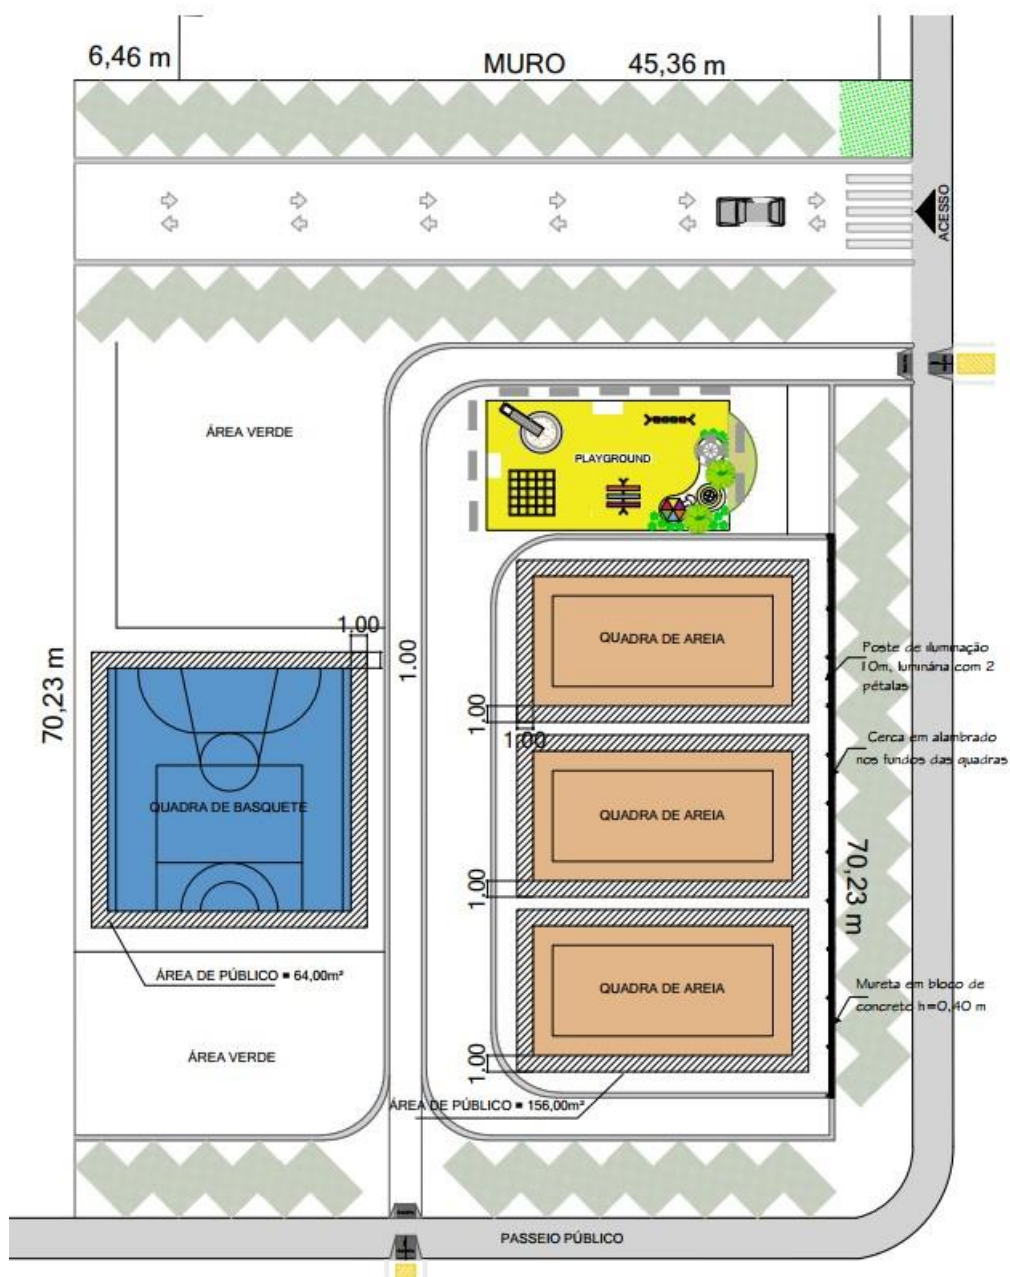 6,46 m
MURO 45,36 m
ACESSO
ÁREA VERDE
PLAYGROUND
1,00
1,00
QUADRA DE AREIA
Poste de iluminação
10m, luminária com 2
pétalas
70,23 m
1,00
1,00
Cerca em alambrado
nos fundos das quadras
QUADRA DE BASQUETE
QUADRA DE AREIA
70,23 m
1,00
ÁREA DE PÚBLICO = 64,00m²
QUADRA DE AREIA
Mureta em bloco de
concreto h=0,40 m
ÁREA VERDE
1,00
ÁREA DE PÚBLICO = 156,00m²
PASSEIO PÚBLICO